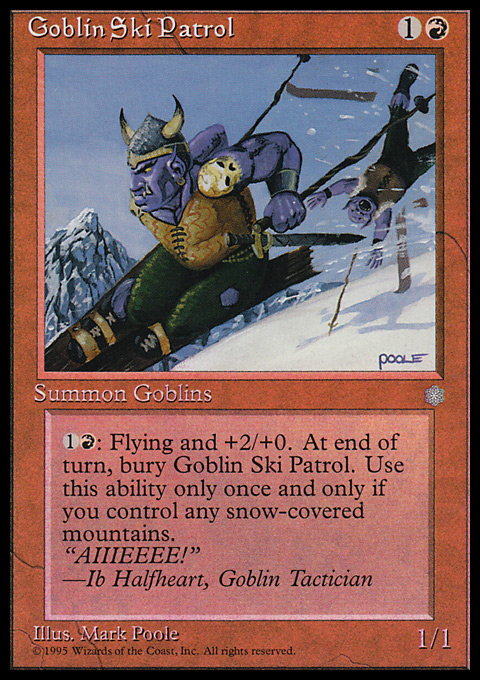 Goblin Ski Patrol 1
POOLE
Summon Goblins
1 : Flying and +2/+0. At end of
turn, bury Goblin Ski Patrol. Use
this ability only once and only if
you control any snow-covered
mountains.
“AIIIEEEE!”
—Ib Halfheart, Goblin Tactician
Illus. Mark Poole
1/1
©1995 Wizards of the Coast, Inc. All rights reserved.